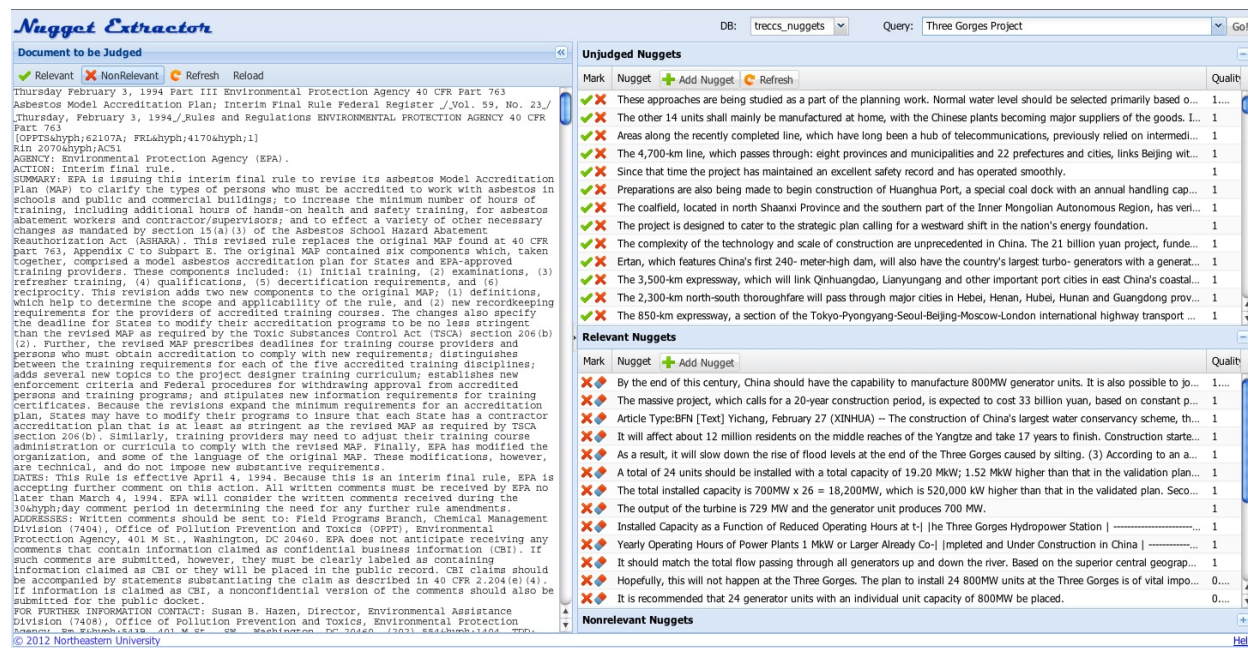 Nugget Extractor
DB: treccs_nuggets Query: Three Gorges Project Go!
Document to be Judged
Relevant NonRelevant Refresh Reload
Thursday February 3, 1994 Part III Environmental Protection Agency 40 CFR Part 763
Asbestos Model Accreditation Plan; Interim Final Rule Federal Register _/_Vol. 59, No. 23_/
_Thursday, February 3, 1994_/_Rules and Regulations ENVIRONMENTAL PROTECTION AGENCY 40 CFR
Part 763
[OPPTS&hyph;62107A; FRL&hyph;4170&hyph;1]
Rin 2070&hyph;AC51
AGENCY: Environmental Protection Agency (EPA).
ACTION: Interim final rule.
SUMMARY: EPA is issuing this interim final rule to revise its asbestos Model Accreditation
Plan (MAP) to clarify the types of persons who must be accredited to work with asbestos in
schools and public and commercial buildings; to increase the minimum number of hours of
training, including additional hours of hands-on health and safety training, for asbestos
abatement workers and contractor/supervisors; and to effect a variety of other necessary
changes as mandated by section 15(a)(3) of the Asbestos School Hazard Abatement
Reauthorization Act (ASHARA). This revised rule replaces the original MAP found at 40 CFR
part 763, Appendix C to Subpart E. The original MAP contained six components which, taken
together, comprised a model asbestos accreditation plan for States and EPA-approved
training providers. These components included: (1) Initial training, (2) examinations, (3)
refresher training, (4) qualifications, (5) decertification requirements, and (6)
reciprocity. This revision adds two new components to the original MAP; (1) definitions,
which help to determine the scope and applicability of the rule, and (2) new recordkeeping
requirements for the providers of accredited training courses. The changes also specify
the deadline for States to modify their accreditation programs to be no less stringent
than the revised MAP as required by the Toxic Substances Control Act (TSCA) section 206(b)
(2). Further, the revised MAP prescribes deadlines for training course providers and
persons who must obtain accreditation to comply with new requirements; distinguishes
between the training requirements for each of the five accredited training disciplines;
adds several new topics to the project designer training curriculum; establishes new
enforcement criteria and Federal procedures for withdrawing approval from accredited
persons and training programs; and stipulates new information requirements for training
certificates. Because the revisions expand the minimum requirements for an accreditation
plan, States may have to modify their programs to insure that each State has a contractor
accreditation plan that is at least as stringent as the revised MAP as required by TSCA
section 206(b). Similarly, training providers may need to adjust their training course
administration or curricula to comply with the revised MAP. Finally, EPA has modified the
organization, and some of the language of the original MAP. These modifications, however,
are technical, and do not impose new substantive requirements.
DATES: This Rule is effective April 4, 1994. Because this is an interim final rule, EPA is
accepting further comment on this action. All written comments must be received by EPA no
later than March 4, 1994. EPA will consider the written comments received during the
30&hyph;day comment period in determining the need for any further rule amendments.
ADDRESSES: Written comments should be sent to: Field Programs Branch, Chemical Management
Division (7404), Office of Pollution Prevention and Toxics (OPPT), Environmental
Protection Agency, 401 M St., Washington, DC 20460. EPA does not anticipate receiving any
comments that contain information claimed as confidential business information (CBI). If
such comments are submitted, however, they must be clearly labeled as containing
information claimed as CBI or they will be placed in the public record. CBI claims should
be accompanied by statements substantiating the claim as described in 40 CFR 2.204(e)(4).
If information is claimed as CBI, a nonconfidential version of the comments should also be
submitted for the public docket.
FOR FURTHER INFORMATION CONTACT: Susan B. Hazen, Director, Environmental Assistance
Division (7408), Office of Pollution Prevention and Toxics, Environmental Protection
Agency, Rm E&hyph;543B, 401 M St., SW., Washington, DC 20460, (202) 554&hyph;1404, TDD:
Unjudged Nuggets
Mark Nugget Add Nugget Refresh Quality
These approaches are being studied as a part of the planning work. Normal water level should be selected primarily based o... 1....
The other 14 units shall mainly be manufactured at home, with the Chinese plants becoming major suppliers of the goods. I... 1
Areas along the recently completed line, which have long been a hub of telecommunications, previously relied on intermedi... 1
The 4,700-km line, which passes through: eight provinces and municipalities and 22 prefectures and cities, links Beijing wit... 1
Since that time the project has maintained an excellent safety record and has operated smoothly. 1
Preparations are also being made to begin construction of Huanghua Port, a special coal dock with an annual handling cap... 1
The coalfield, located in north Shaanxi Province and the southern part of the Inner Mongolian Autonomous Region, has veri... 1
The project is designed to cater to the strategic plan calling for a westward shift in the nation's energy foundation. 1
The complexity of the technology and scale of construction are unprecedented in China. The 21 billion yuan project, funde... 1
Ertan, which features China's first 240- meter-high dam, will also have the country's largest turbo- generators with a generat... 1
The 3,500-km expressway, which will link Qinhuangdao, Lianyungang and other important port cities in east China's coastal... 1
The 2,300-km north-south thoroughfare will pass through major cities in Hebei, Henan, Hubei, Hunan and Guangdong prov... 1
The 850-km expressway, a section of the Tokyo-Pyongyang-Seoul-Beijing-Moscow-London international highway transport ... 1
Relevant Nuggets
Mark Nugget Add Nugget Quality
By the end of this century, China should have the capability to manufacture 800MW generator units. It is also possible to jo... 1....
The massive project, which calls for a 20-year construction period, is expected to cost 33 billion yuan, based on constant p... 1
Article Type:BFN [Text] Yichang, February 27 (XINHUA) -- The construction of China's largest water conservancy scheme, th... 1
It will affect about 12 million residents on the middle reaches of the Yangtze and take 17 years to finish. Construction starte... 1
As a result, it will slow down the rise of flood levels at the end of the Three Gorges caused by silting. (3) According to an a... 1
A total of 24 units should be installed with a total capacity of 19.20 MkW; 1.52 MkW higher than that in the validation plan... 1
The total installed capacity is 700MW x 26 = 18,200MW, which is 520,000 kW higher than that in the validated plan. Seco... 1
The output of the turbine is 729 MW and the generator unit produces 700 MW. 1
Installed Capacity as a Function of Reduced Operating Hours at t-| |he Three Gorges Hydropower Station | -----------------------... 1
Yearly Operating Hours of Power Plants 1 MkW or Larger Already Co-| |mpleted and Under Construction in China | ------------... 1
It should match the total flow passing through all generators up and down the river. Based on the superior central geograp... 1
Hopefully, this will not happen at the Three Gorges. The plan to install 24 800MW units at the Three Gorges is of vital impo... 0....
It is recommended that 24 generator units with an individual unit capacity of 800MW be placed. 0....
Nonrelevant Nuggets
© 2012 Northeastern University Hel